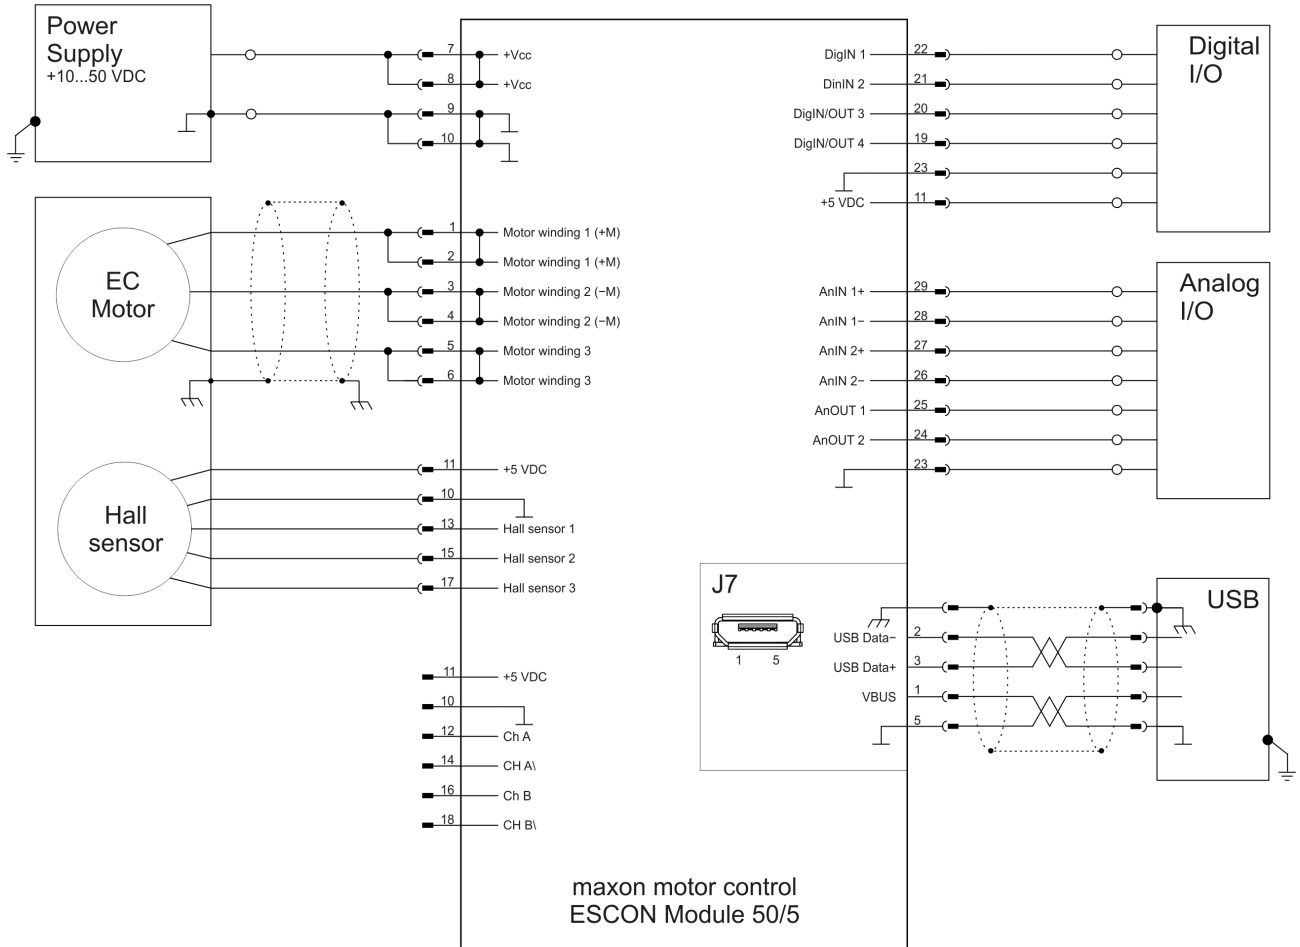 Power
Supply
+10...50 VDC
7 +Vcc
8 +Vcc
9
10
EC
Motor
1 Motor winding 1 (+M)
2 Motor winding 1 (+M)
3 Motor winding 2 (−M)
4 Motor winding 2 (−M)
5 Motor winding 3
6 Motor winding 3
Hall
sensor
11 +5 VDC
10
13 Hall sensor 1
15 Hall sensor 2
17 Hall sensor 3
11 +5 VDC
10
12 Ch A
14 CH A\
16 Ch B
18 CH B\
DigIN 1 22
DinIN 2 21
DigIN/OUT 3 20
DigIN/OUT 4 19
23
+5 VDC 11
Digital
I/O
AnIN 1+ 29
AnIN 1− 28
AnIN 2+ 27
AnIN 2− 26
AnOUT 1 25
AnOUT 2 24
23
Analog
I/O
J7
1 5
USB Data− 2
USB Data+ 3
VBUS 1
5
USB
maxon motor control
ESCON Module 50/5